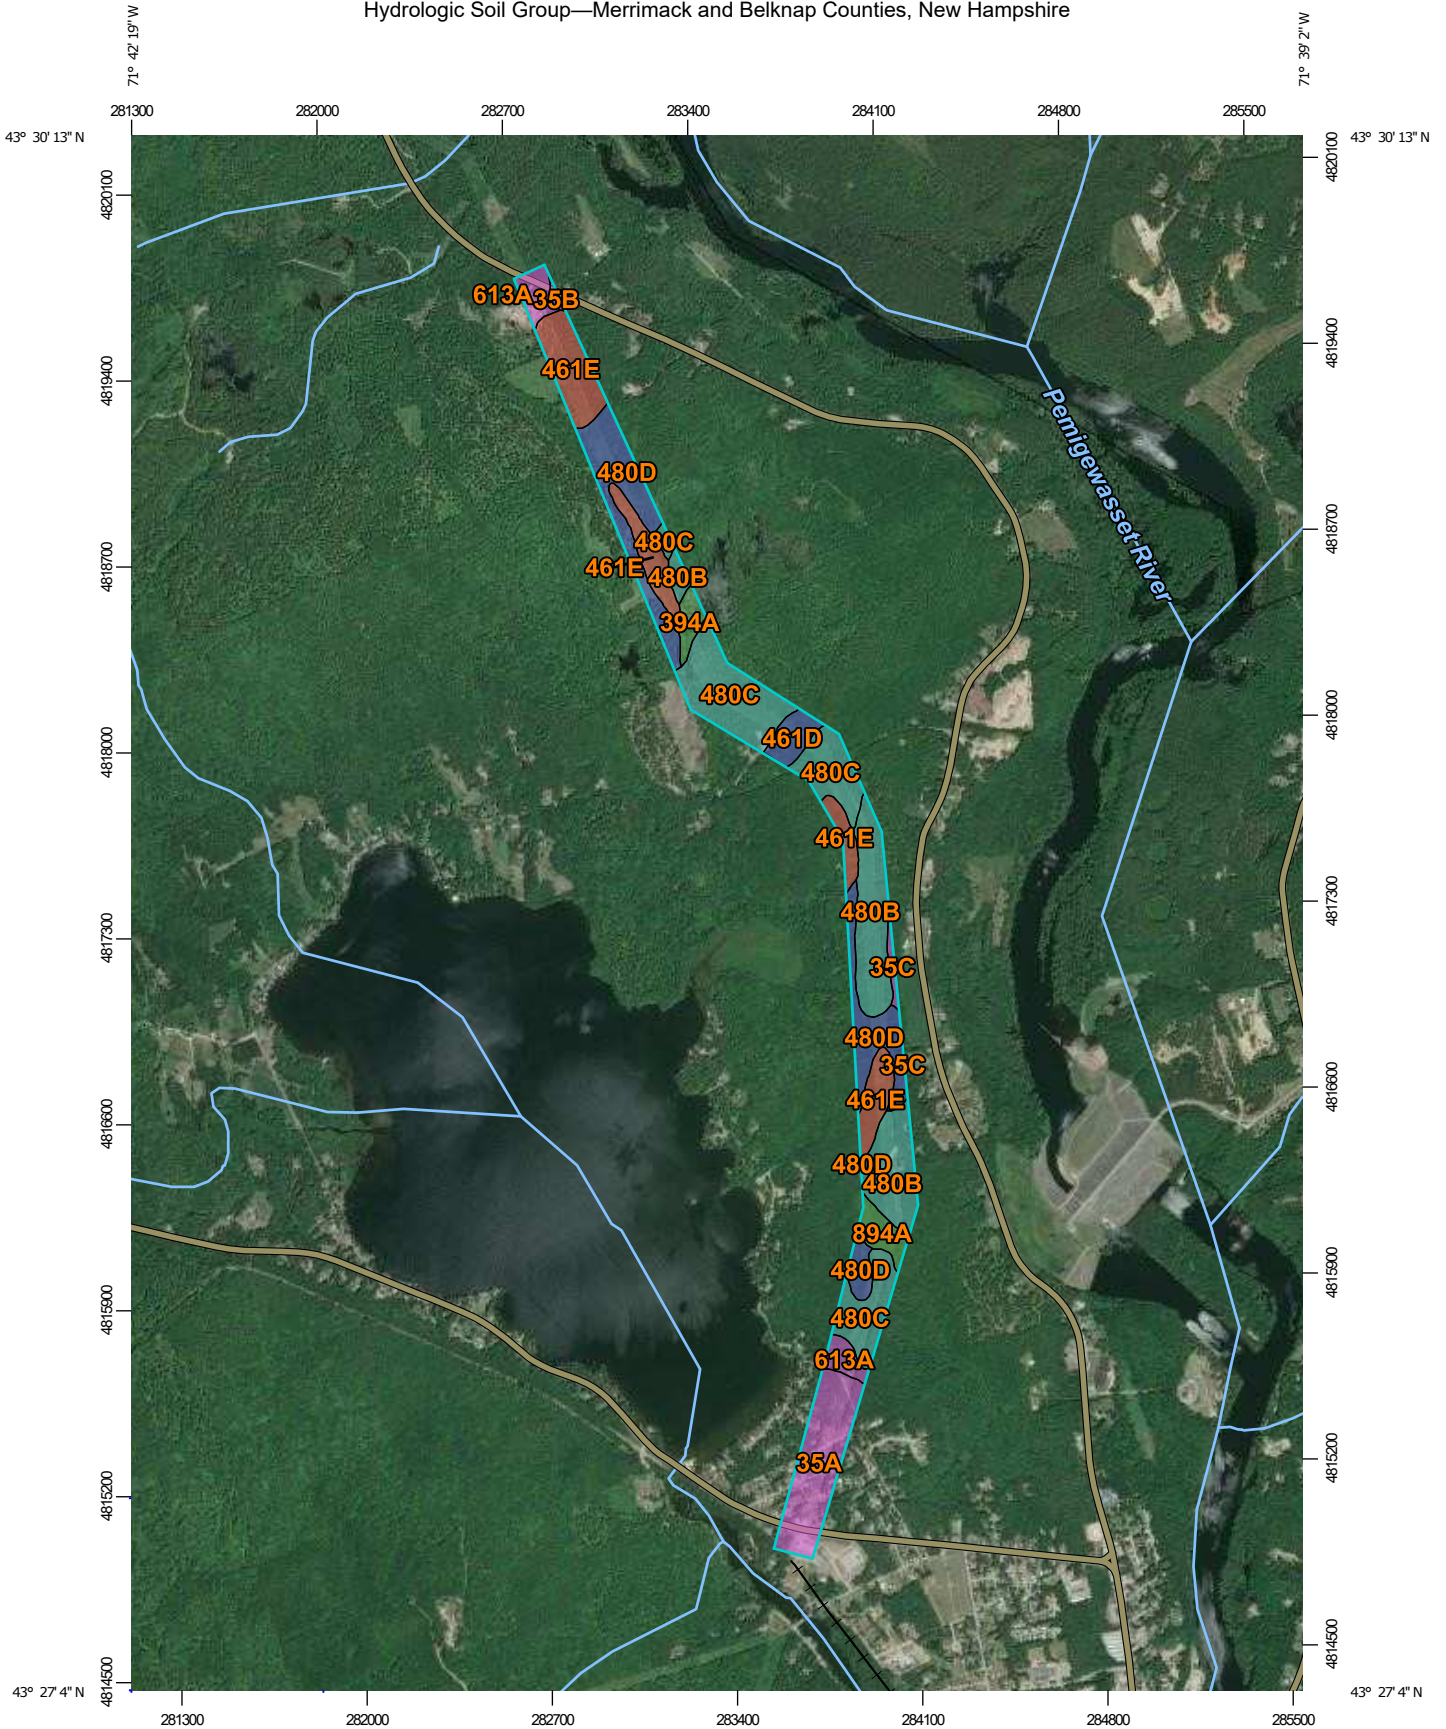 Hydrologic Soil Group—Merrimack and Belknap Counties, New Hampshire
71° 42' 19'' W
71° 39' 2'' W
281300
282000
282700
283400
284100
284800
285500
43° 30' 13'' N
43° 30' 13'' N
4820100
4820100
613A
35B
4819400
461E
4819400
Pemigewasset River
480D
4818700
480C
4818700
461E
480B
394A
480C
4818000
461D
4818000
480C
461E
4817300
480B
4817300
35C
480D
35C
4816600
461E
4816600
480D
480B
894A
4815900
480D
4815900
480C
613A
4815200
35A
4815200
4814500
4814500
43° 27' 4'' N
43° 27' 4'' N
281300
282000
282700
283400
284100
284800
285500